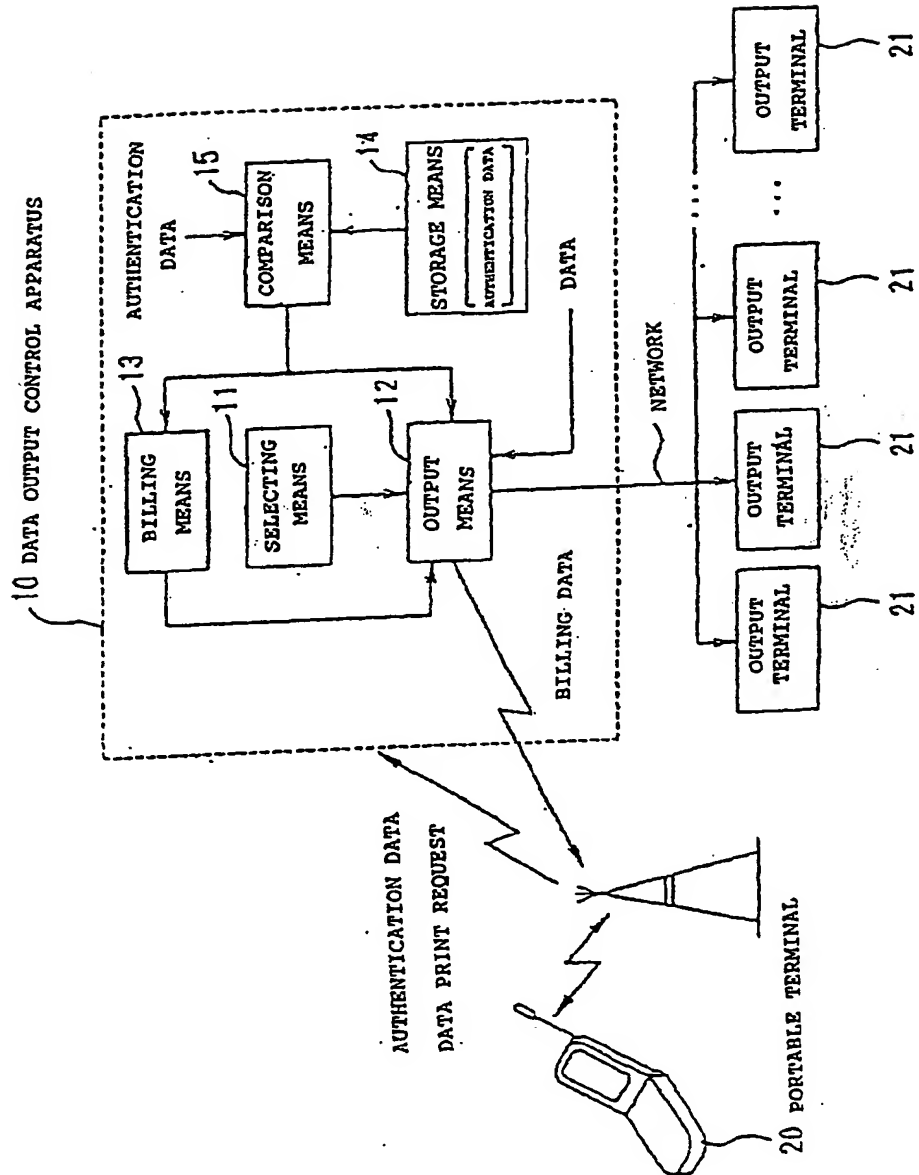 10 DATA OUTPUT CONTROL APPARATUS
AUTHENTICATION
DATA
15
COMPARISON
MEANS
14
STORAGE MEANS
AUTHENTICATION DATA
13
BILLING
MEANS
11
SELECTING
MEANS
12
OUTPUT
MEANS
DATA
BILLING DATA
NETWORK
AUTHENTICATION DATA
DATA PRINT REQUEST
20 PORTABLE TERMINAL
OUTPUT
TERMINAL
21
OUTPUT
TERMINAL
21
OUTPUT
TERMINAL
21
...
...
OUTPUT
TERMINAL
21